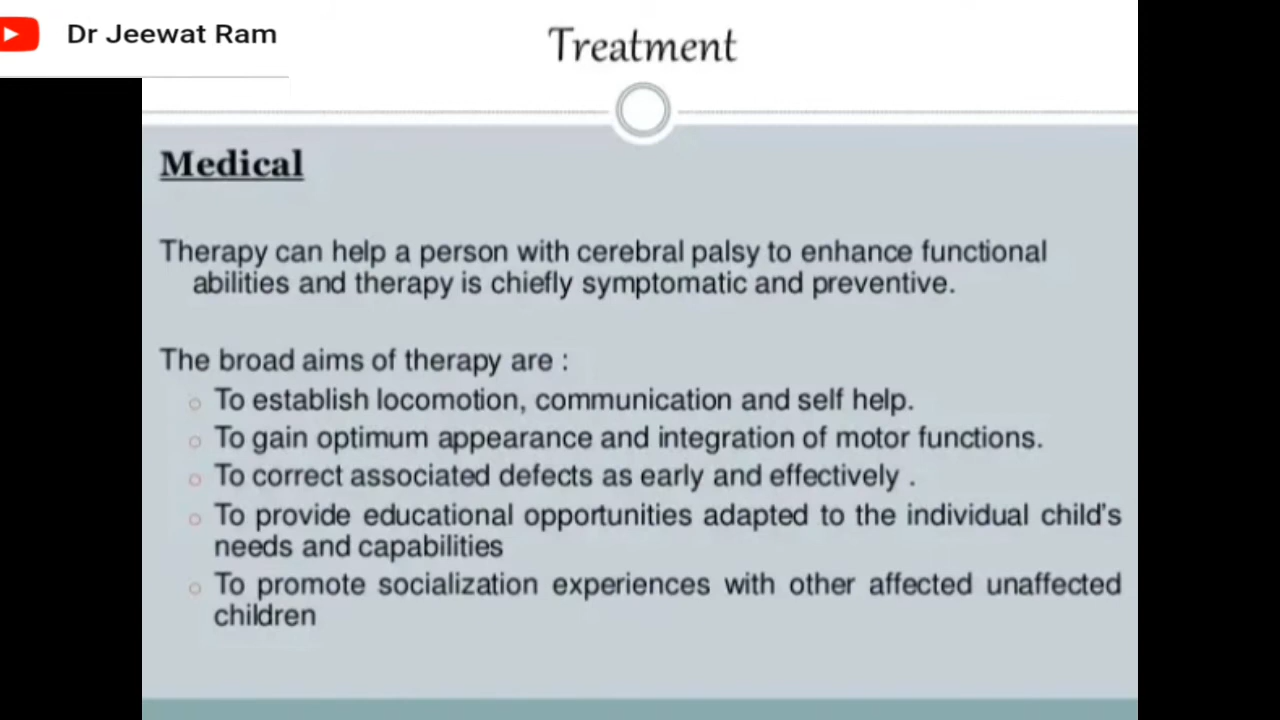 Dr Jeewat Ram
Treatment
Medical
Therapy can help a person with cerebral palsy to enhance functional
abilities and therapy is chiefly symptomatic and preventive.
The broad aims of therapy are :
To establish locomotion, communication and self help.
To gain optimum appearance and integration of motor functions.
To correct associated defects as early and effectively .
To provide educational opportunities adapted to the individual child's
needs and capabilities
To promote socialization experiences with other affected unaffected
children